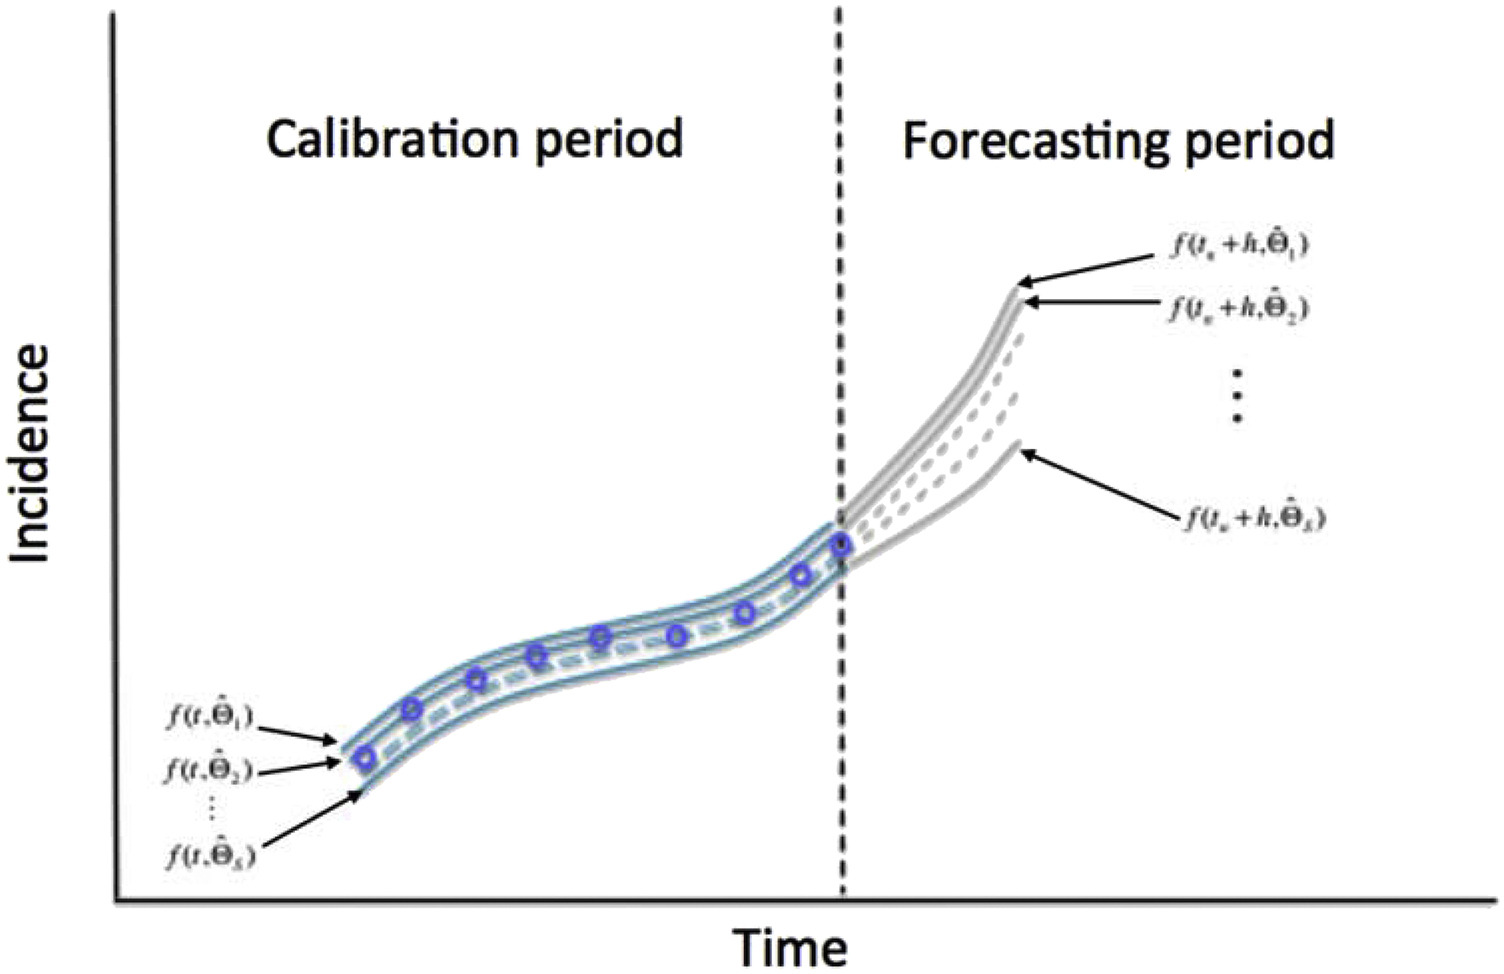 Calibration period
Forecasting period
f(tₙ+h,Θ̂₁)
f(tₙ+h,Θ̂₂)
⋮
f(tₙ+h,Θ̂ₛ)
Incidence
f(t,Θ̂₁)
f(t,Θ̂₂)
⋮
f(t,Θ̂ₛ)
Time